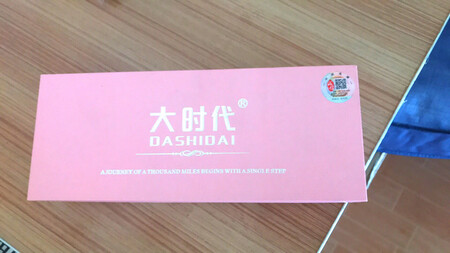 大时代®
DASHIDAI
A JOURNEY OF A THOUSAND MILES BEGINS WITH A SINGLE STEP